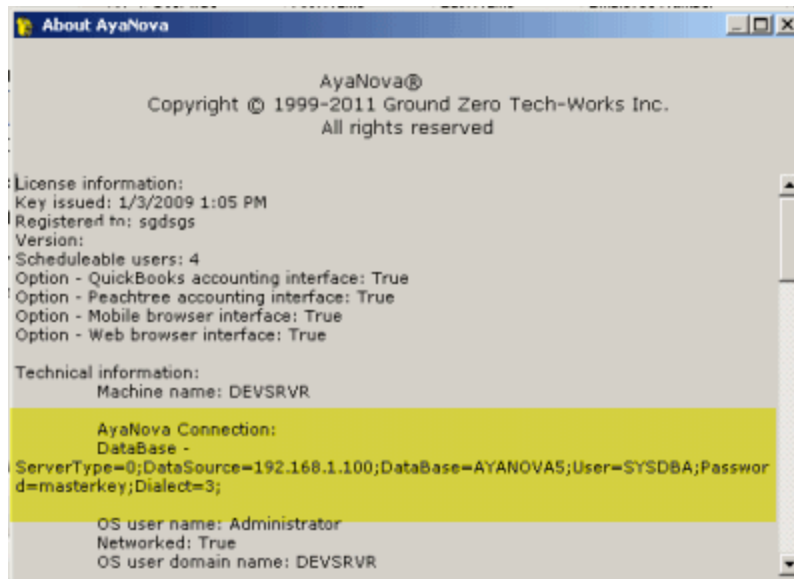 About AyaNova
AyaNova®
Copyright © 1999-2011 Ground Zero Tech-Works Inc.
All rights reserved
License information:
Key issued: 1/3/2009 1:05 PM
Registered to: sgdsgs
Version:
Scheduleable users: 4
Option - QuickBooks accounting interface: True
Option - Peachtree accounting interface: True
Option - Mobile browser interface: True
Option - Web browser interface: True
Technical information:
Machine name: DEVSRVR
AyaNova Connection:
DataBase -
ServerType=0;DataSource=192.168.1.100;DataBase=AYANOVA5;User=SYSDBA;Passwor
d=masterkey;Dialect=3;
OS user name: Administrator
Networked: True
OS user domain name: DEVSRVR